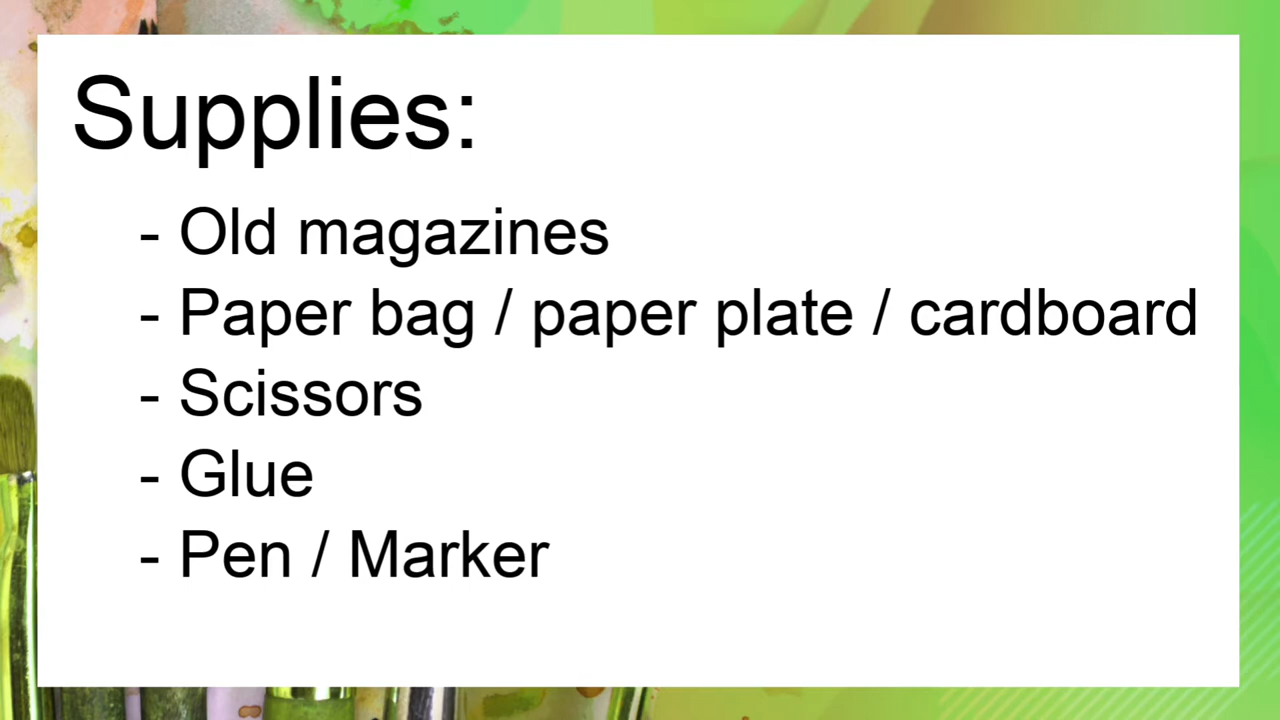 Supplies:
- Old magazines
- Paper bag / paper plate / cardboard
- Scissors
- Glue
- Pen / Marker